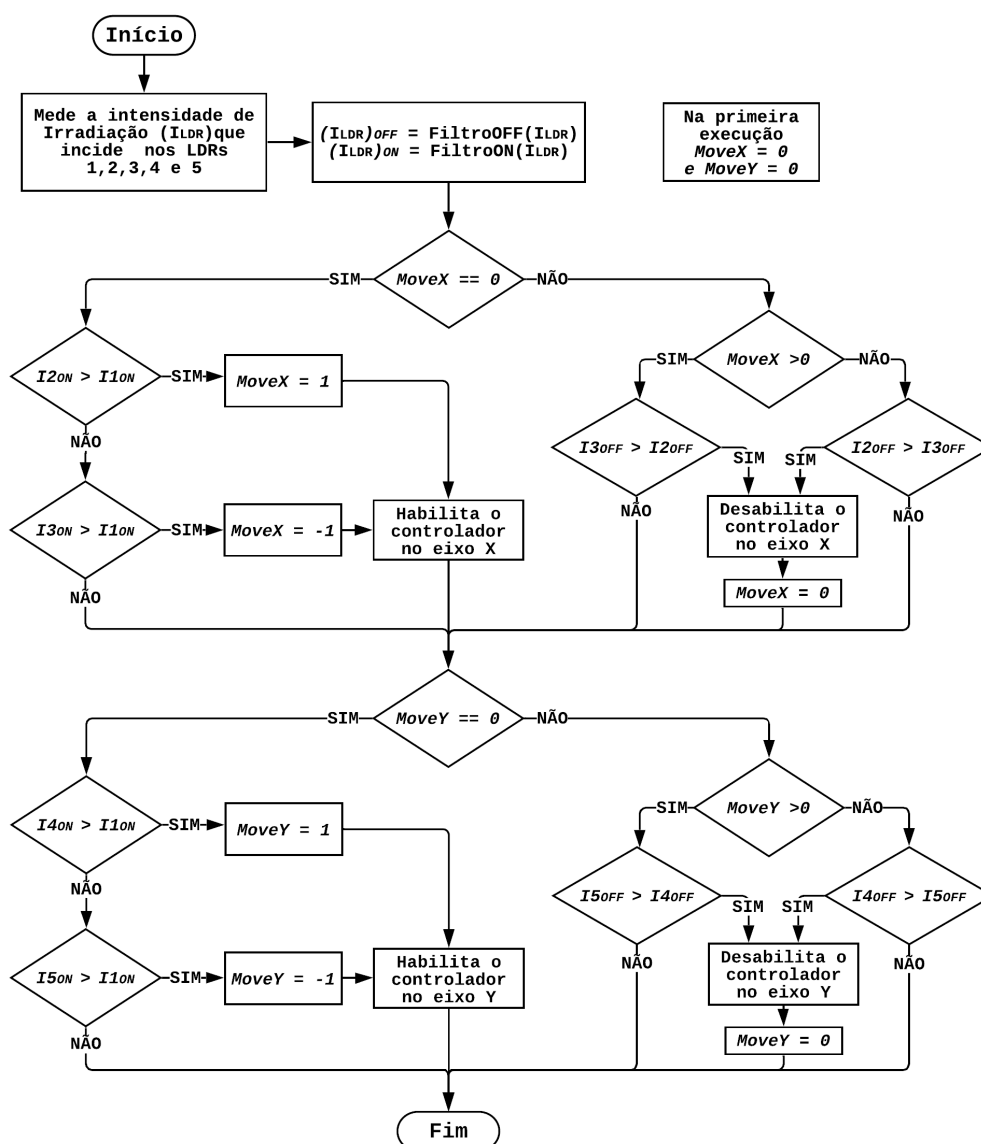 Início
Mede a intensidade de
Irradiação (ILDR)que
incide nos LDRs
1,2,3,4 e 5
(ILDR)OFF = FiltroOFF(ILDR)
(ILDR)ON = FiltroON(ILDR)
Na primeira
execução
MoveX = 0
e MoveY = 0
MoveX == 0
SIM
NÃO
I2ON > I1ON
SIM
MoveX = 1
NÃO
I3ON > I1ON
SIM
MoveX = -1
NÃO
Habilita o
controlador
no eixo X
MoveX >0
SIM
NÃO
I3OFF > I2OFF
SIM
NÃO
I2OFF > I3OFF
SIM
NÃO
Desabilita o
controlador
no eixo X
MoveX = 0
MoveY == 0
SIM
NÃO
I4ON > I1ON
SIM
MoveY = 1
NÃO
I5ON > I1ON
SIM
MoveY = -1
NÃO
Habilita o
controlador
no eixo Y
MoveY >0
SIM
NÃO
I5OFF > I4OFF
SIM
NÃO
I4OFF > I5OFF
SIM
NÃO
Desabilita o
controlador
no eixo Y
MoveY = 0
Fim